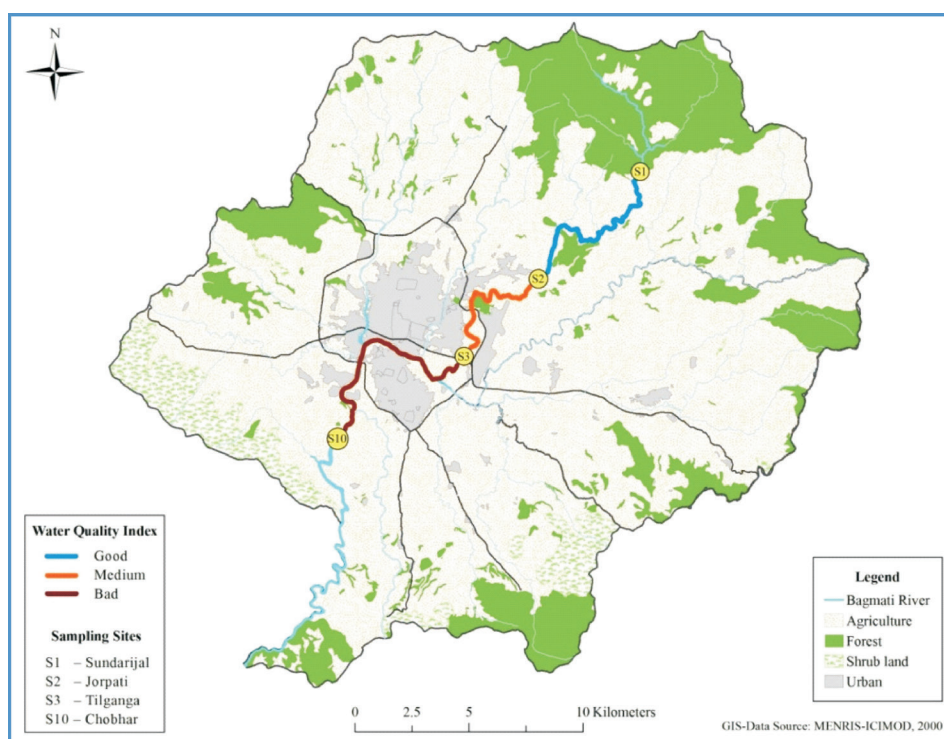 N
S1
S2
S3
S10
Water Quality Index
Good
Medium
Bad
Sampling Sites
S1 – Sundarijal
S2 – Jorpati
S3 – Tilganga
S10 – Chobhar
Legend
Bagmati River
Agriculture
Forest
Shrub land
Urban
0 2.5 5 10 Kilometers
GIS-Data Source: MENRIS-ICIMOD, 2000